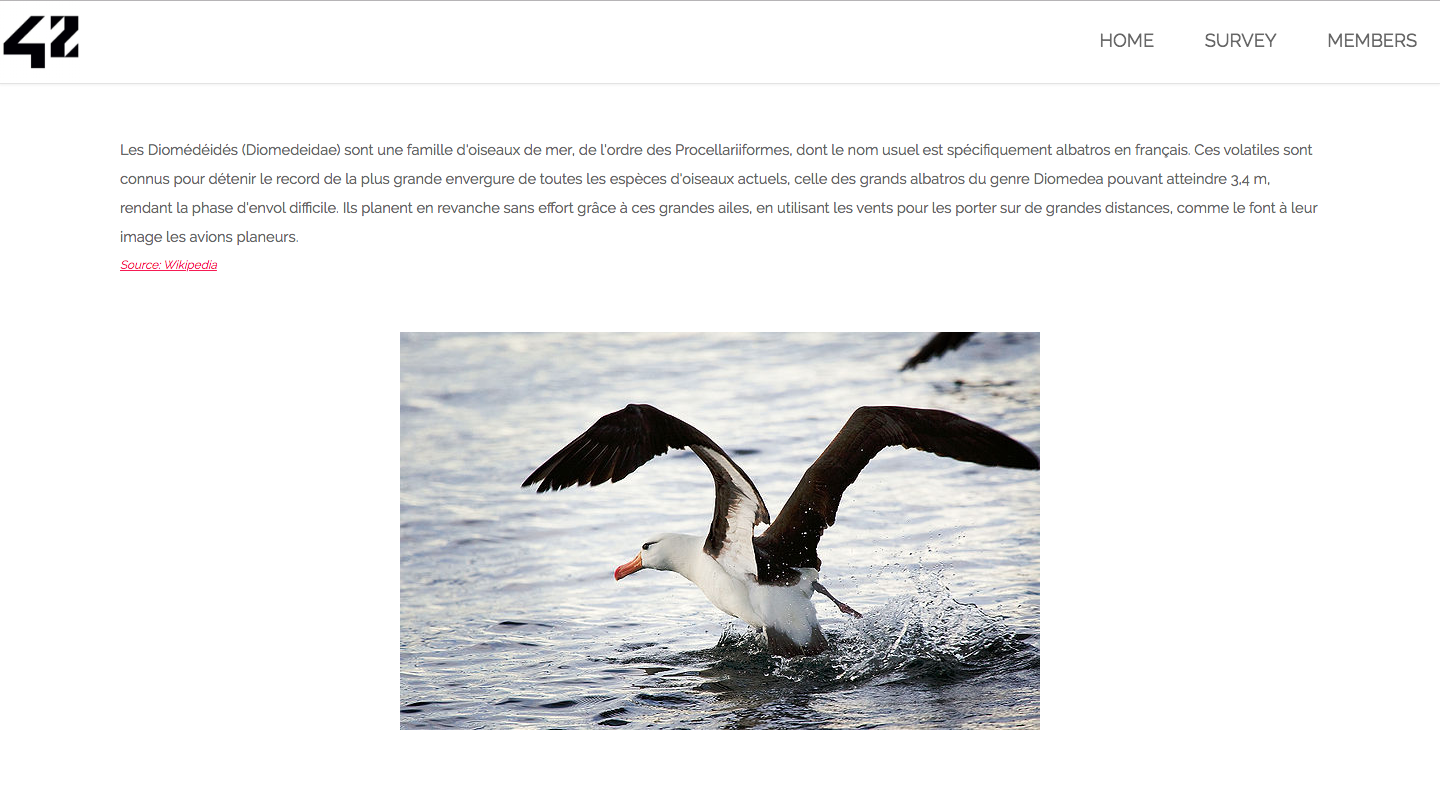 42
HOME SURVEY MEMBERS
Les Diomédéidés (Diomedeidae) sont une famille d'oiseaux de mer, de l'ordre des Procellariiformes, dont le nom usuel est spécifiquement albatros en français. Ces volatiles sont
connus pour détenir le record de la plus grande envergure de toutes les espèces d'oiseaux actuels, celle des grands albatros du genre Diomedea pouvant atteindre 3,4 m,
rendant la phase d'envol difficile. Ils planent en revanche sans effort grâce à ces grandes ailes, en utilisant les vents pour les porter sur de grandes distances, comme le font à leur
image les avions planeurs.
Source: Wikipedia